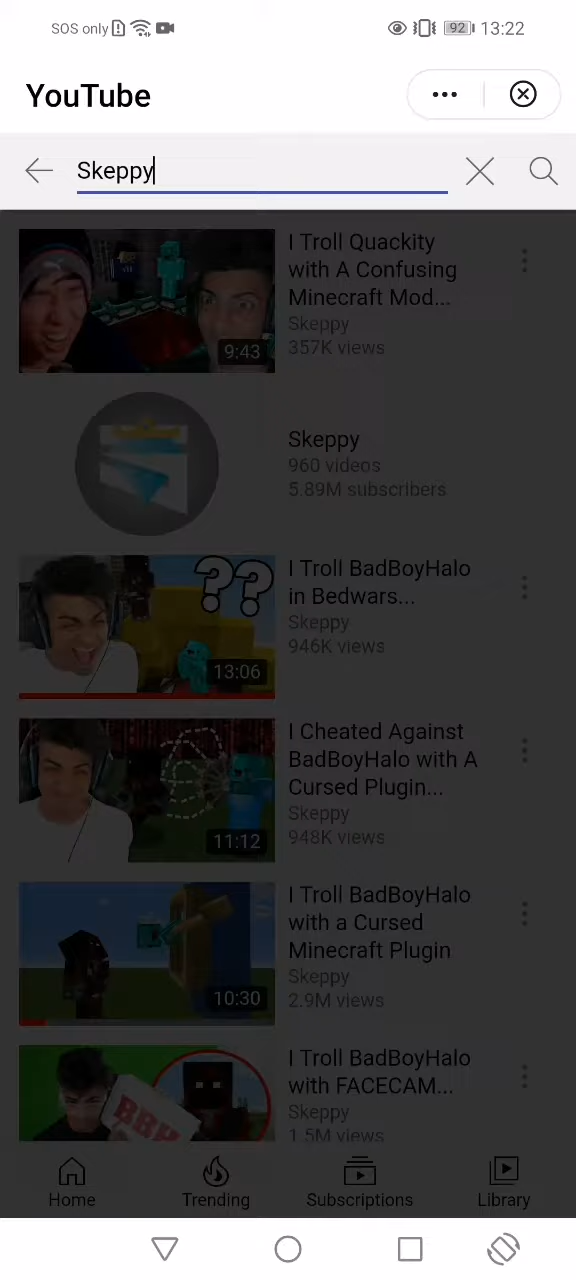 SOS only
92
13:22
YouTube
Skeppy
I Troll Quackity
with A Confusing
Minecraft Mod...
Skeppy
357K views
9:43
Skeppy
960 videos
5.89M subscribers
??
I Troll BadBoyHalo
in Bedwars...
Skeppy
946K views
13:06
I Cheated Against
BadBoyHalo with A
Cursed Plugin...
Skeppy
948K views
11:12
I Troll BadBoyHalo
with a Cursed
Minecraft Plugin
Skeppy
2.9M views
10:30
I Troll BadBoyHalo
with FACECAM...
Skeppy
1.5M views
BBH
Home
Trending
Subscriptions
Library